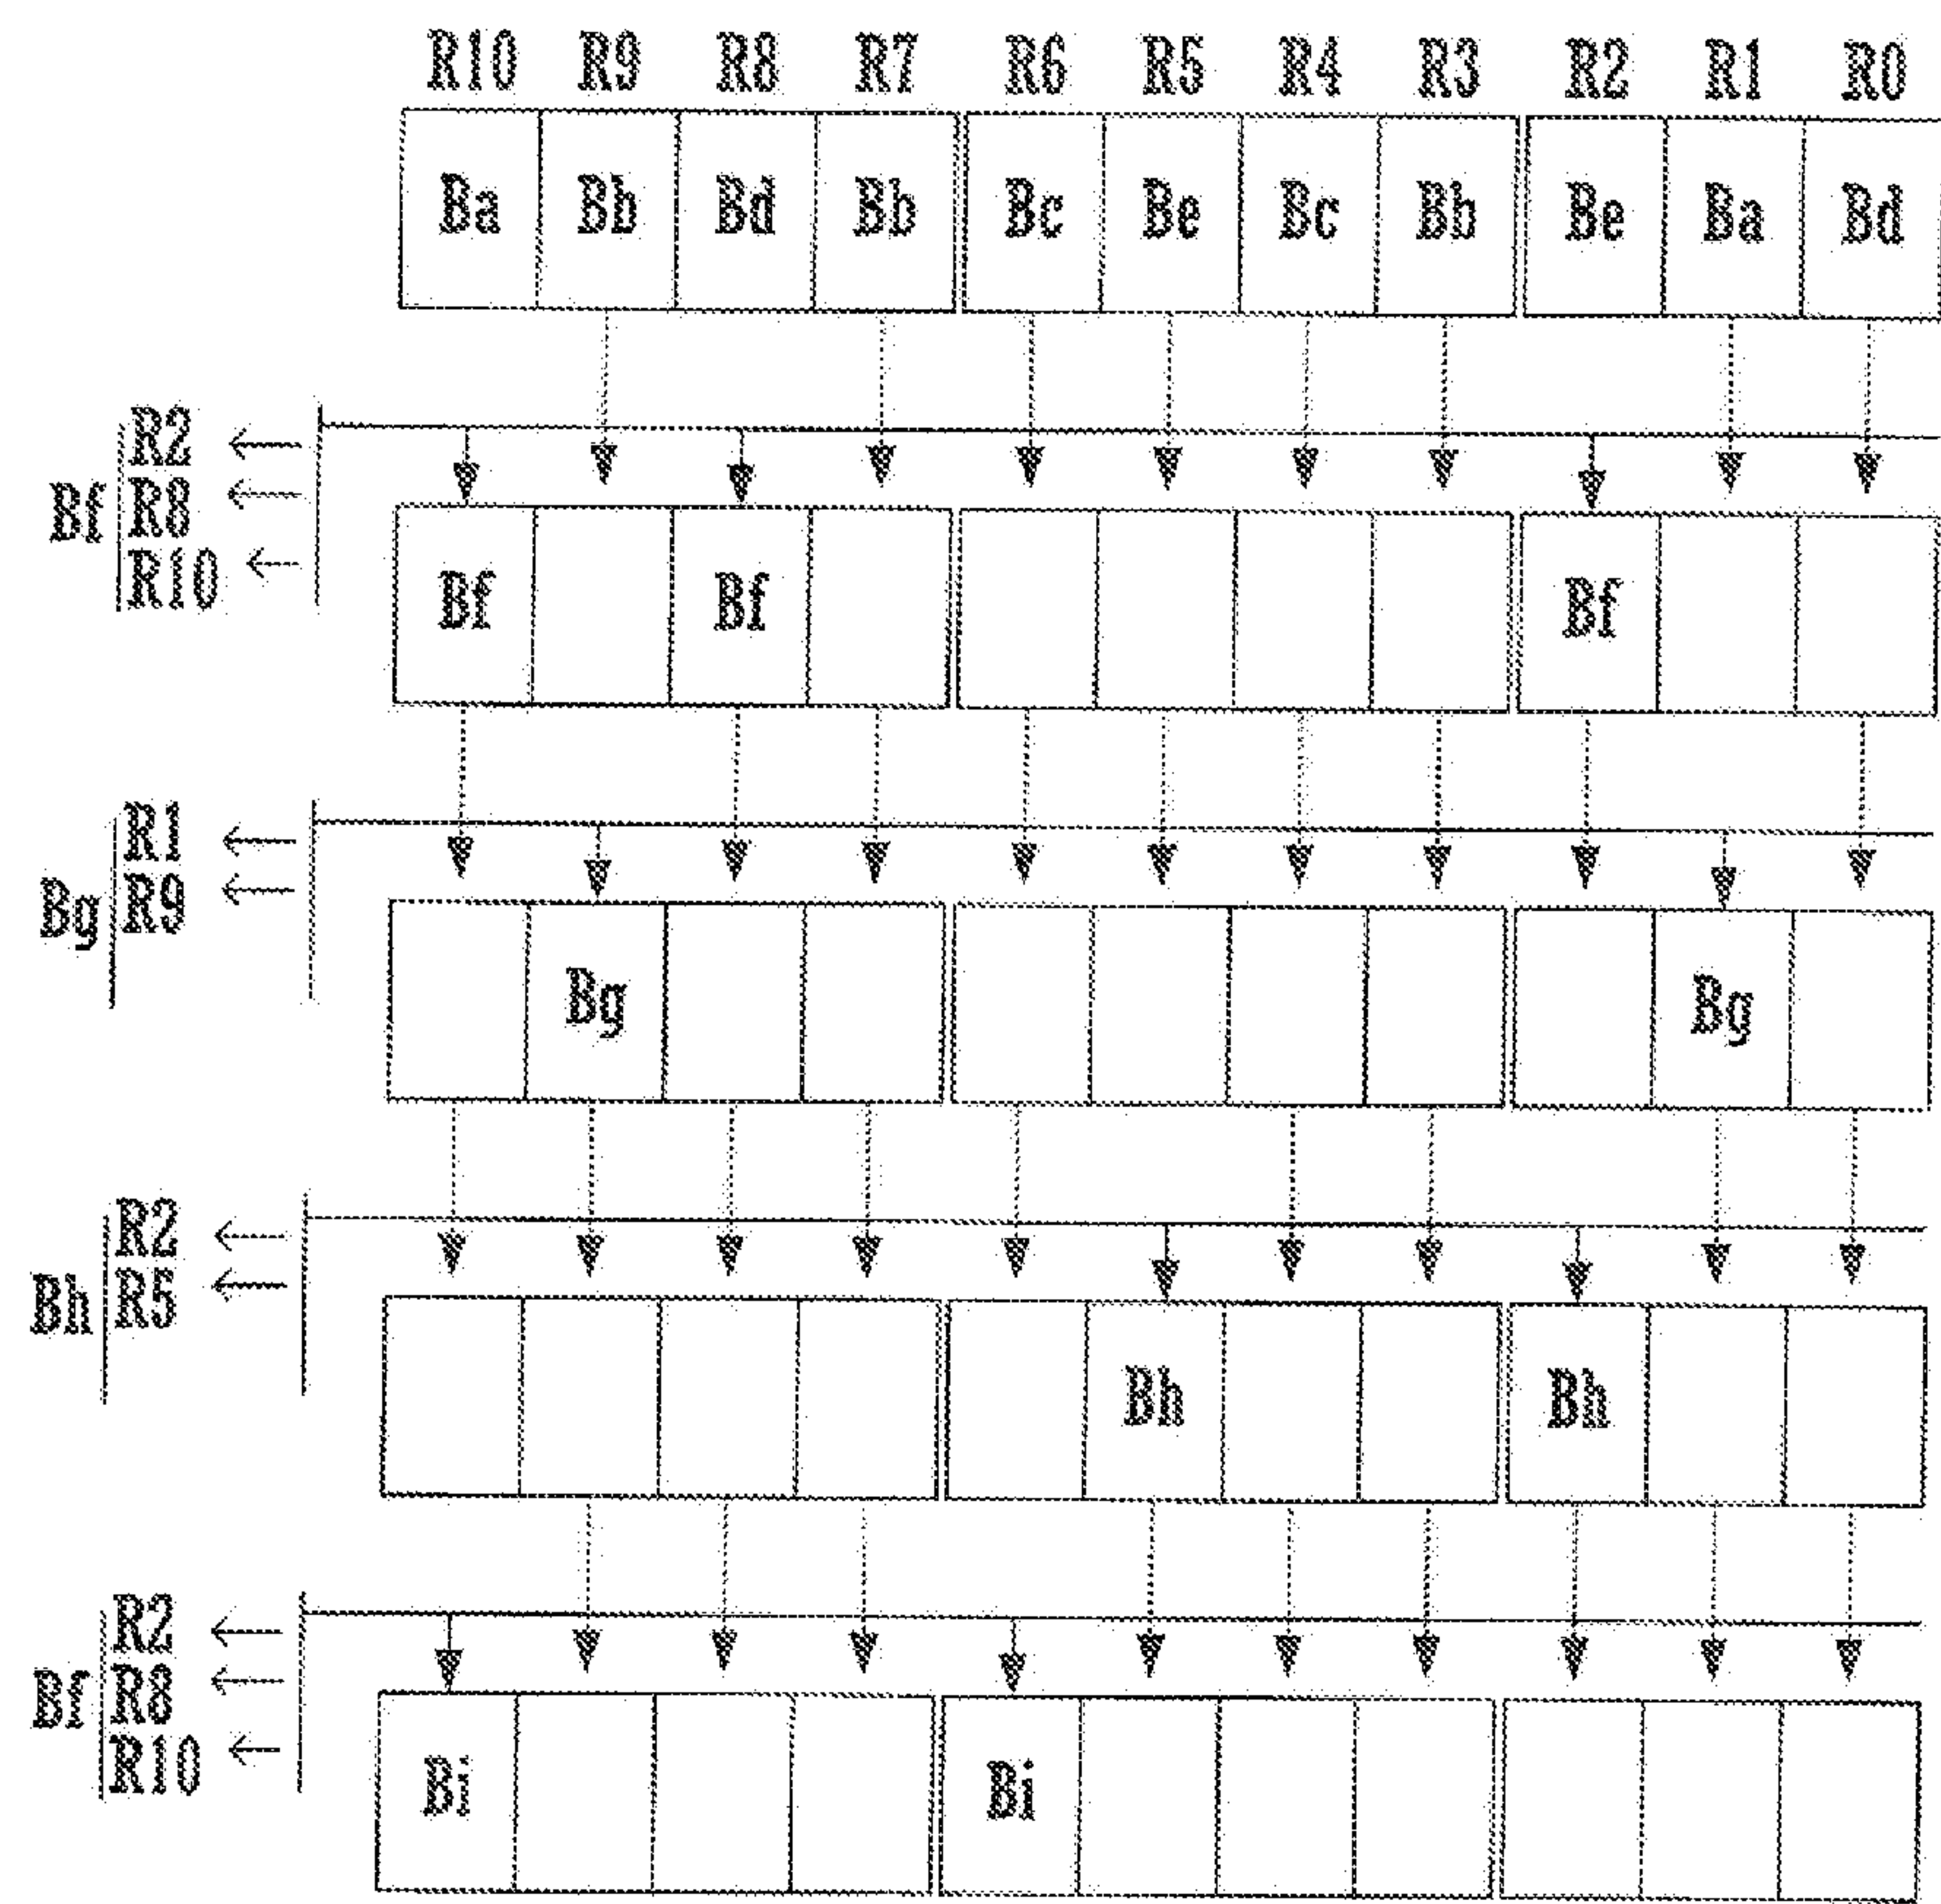 R10 R9 R8 R7 R6 R5 R4 R3 R2 R1 R0
Ba Bb Bd Bb Bc Be Bc Bb Be Ba Bd
R2
Bf R8
R10
Bf Bf Bf
R1
Bg R9
Bg Bg
R2
Bh R5
Bh Bh
R2
Bf R8
R10
Bi Bi